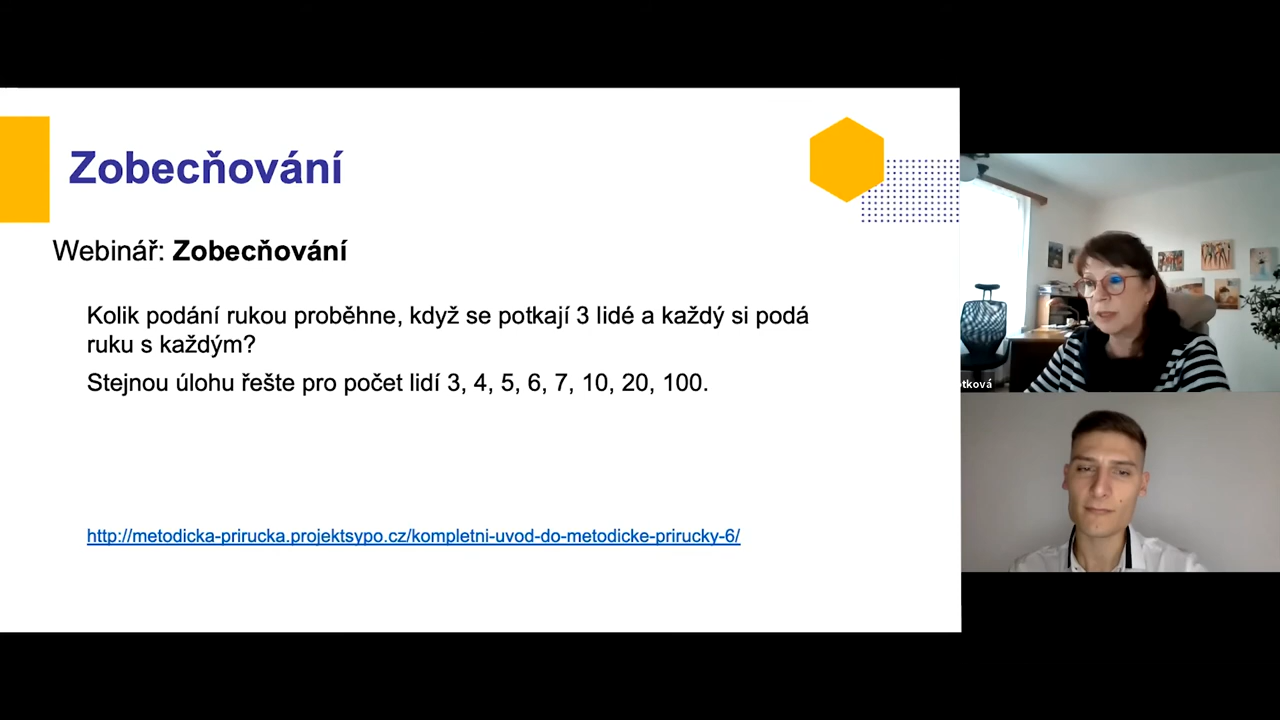 Zobecňování
Webinář: Zobecňování
Kolik podání rukou proběhne, když se potkají 3 lidé a každý si podá
ruku s každým?
Stejnou úlohu řešte pro počet lidí 3, 4, 5, 6, 7, 10, 20, 100.
http://metodicka-prirucka.projektsypo.cz/kompletni-uvod-do-metodicke-prirucky-6/